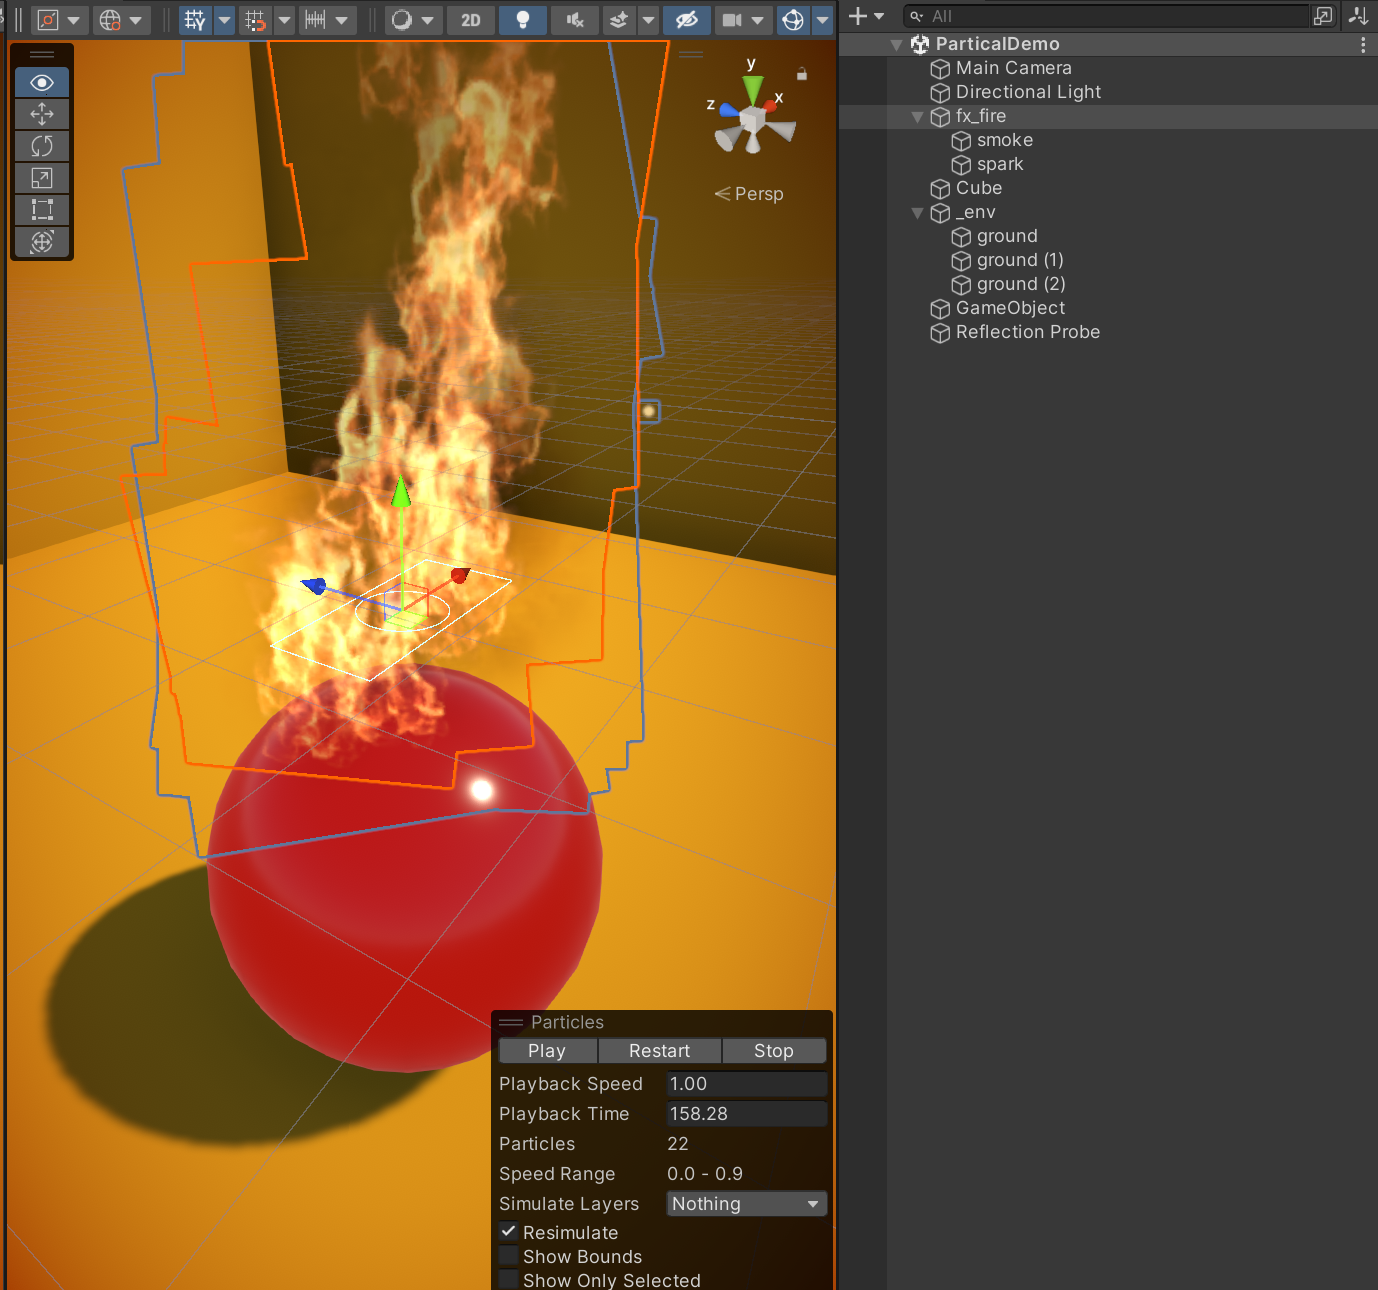 2D
All
ParticalDemo
Main Camera
Directional Light
fx_fire
smoke
spark
Cube
_env
ground
ground (1)
ground (2)
GameObject
Reflection Probe
y
x
z
Persp
Particles
Play Restart Stop
Playback Speed 1.00
Playback Time 158.28
Particles 22
Speed Range 0.0 - 0.9
Simulate Layers Nothing
Resimulate
Show Bounds
Show Only Selected